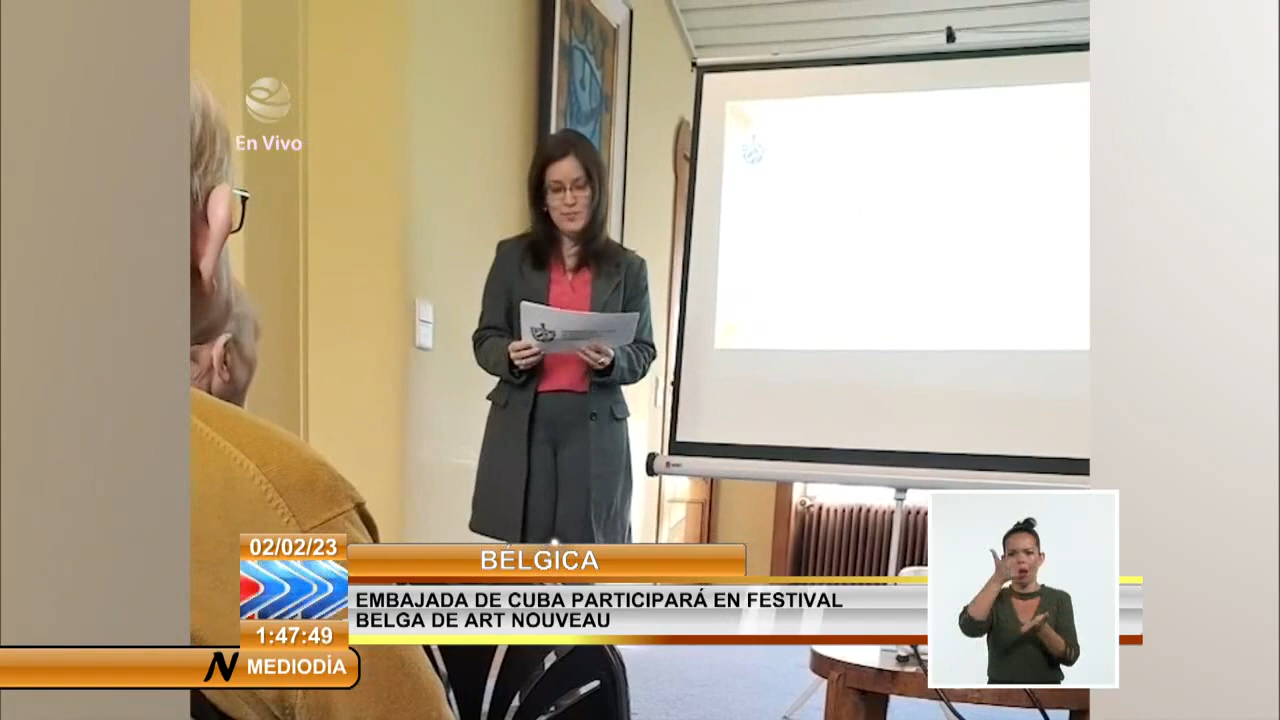 En Vivo
02/02/23
BÉLGICA
EMBAJADA DE CUBA PARTICIPARÁ EN FESTIVAL
BELGA DE ART NOUVEAU
1:47:49
N MEDIODÍA